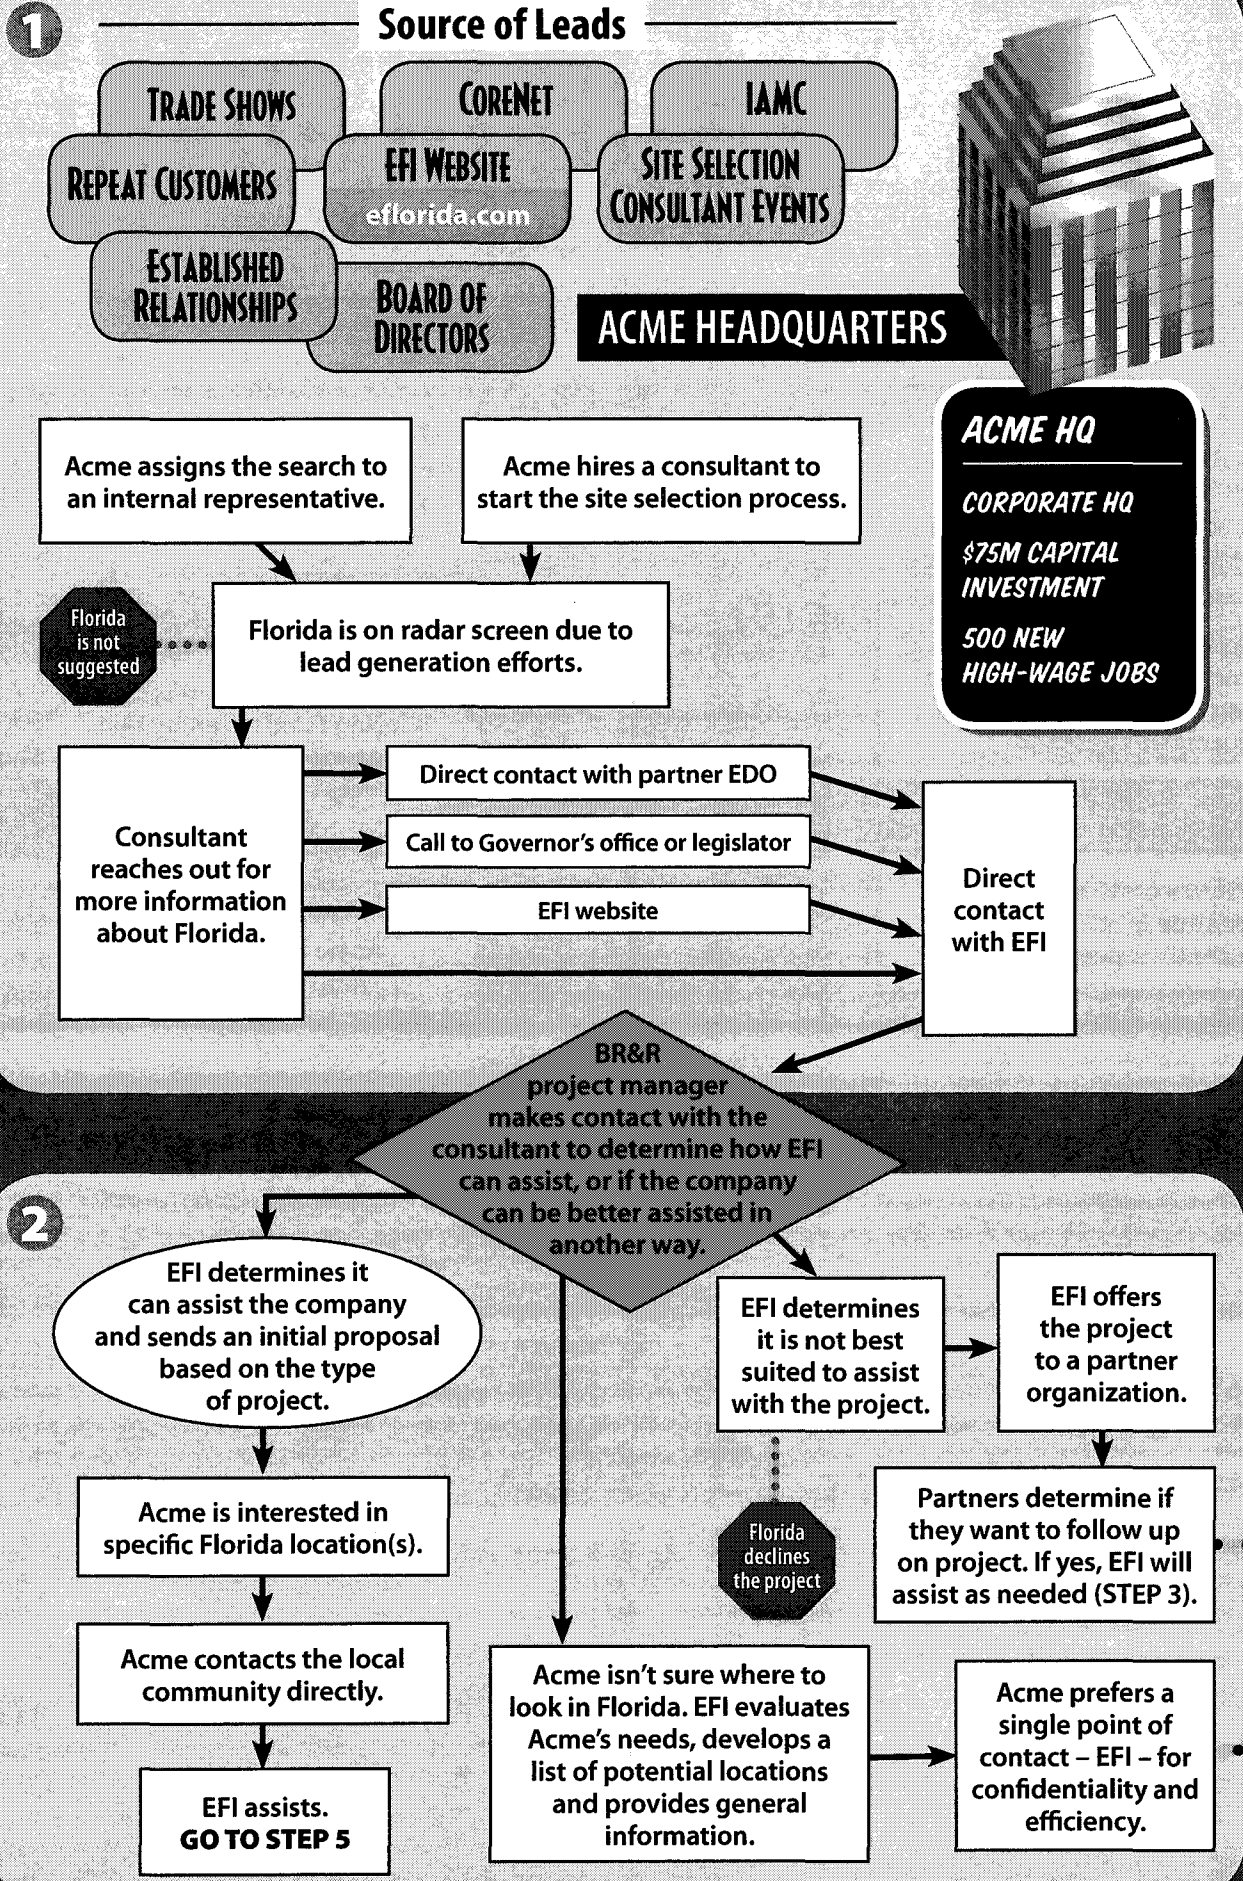 1
Source of Leads
TRADE SHOWS
CORENET
IAMC
REPEAT CUSTOMERS
EFI WEBSITE
eflorida.com
SITE SELECTION
CONSULTANT EVENTS
ESTABLISHED
RELATIONSHIPS
BOARD OF
DIRECTORS
ACME HEADQUARTERS
ACME HQ
CORPORATE HQ
$75M CAPITAL
INVESTMENT
500 NEW
HIGH-WAGE JOBS
Acme assigns the search to
an internal representative.
Acme hires a consultant to
start the site selection process.
Florida
is not
suggested
Florida is on radar screen due to
lead generation efforts.
Consultant
reaches out for
more information
about Florida.
Direct contact with partner EDO
Call to Governor's office or legislator
EFI website
Direct
contact
with EFI
BR&R
project manager
makes contact with the
consultant to determine how EFI
can assist, or if the company
can be better assisted in
another way.
2
EFI determines it
can assist the company
and sends an initial proposal
based on the type
of project.
Acme is interested in
specific Florida location(s).
Acme contacts the local
community directly.
EFI assists.
GO TO STEP 5
EFI determines
it is not best
suited to assist
with the project.
EFI offers
the project
to a partner
organization.
Florida
declines
the project
Partners determine if
they want to follow up
on project. If yes, EFI will
assist as needed (STEP 3).
Acme isn't sure where to
look in Florida. EFI evaluates
Acme's needs, develops a
list of potential locations
and provides general
information.
Acme prefers a
single point of
contact – EFI – for
confidentiality and
efficiency.